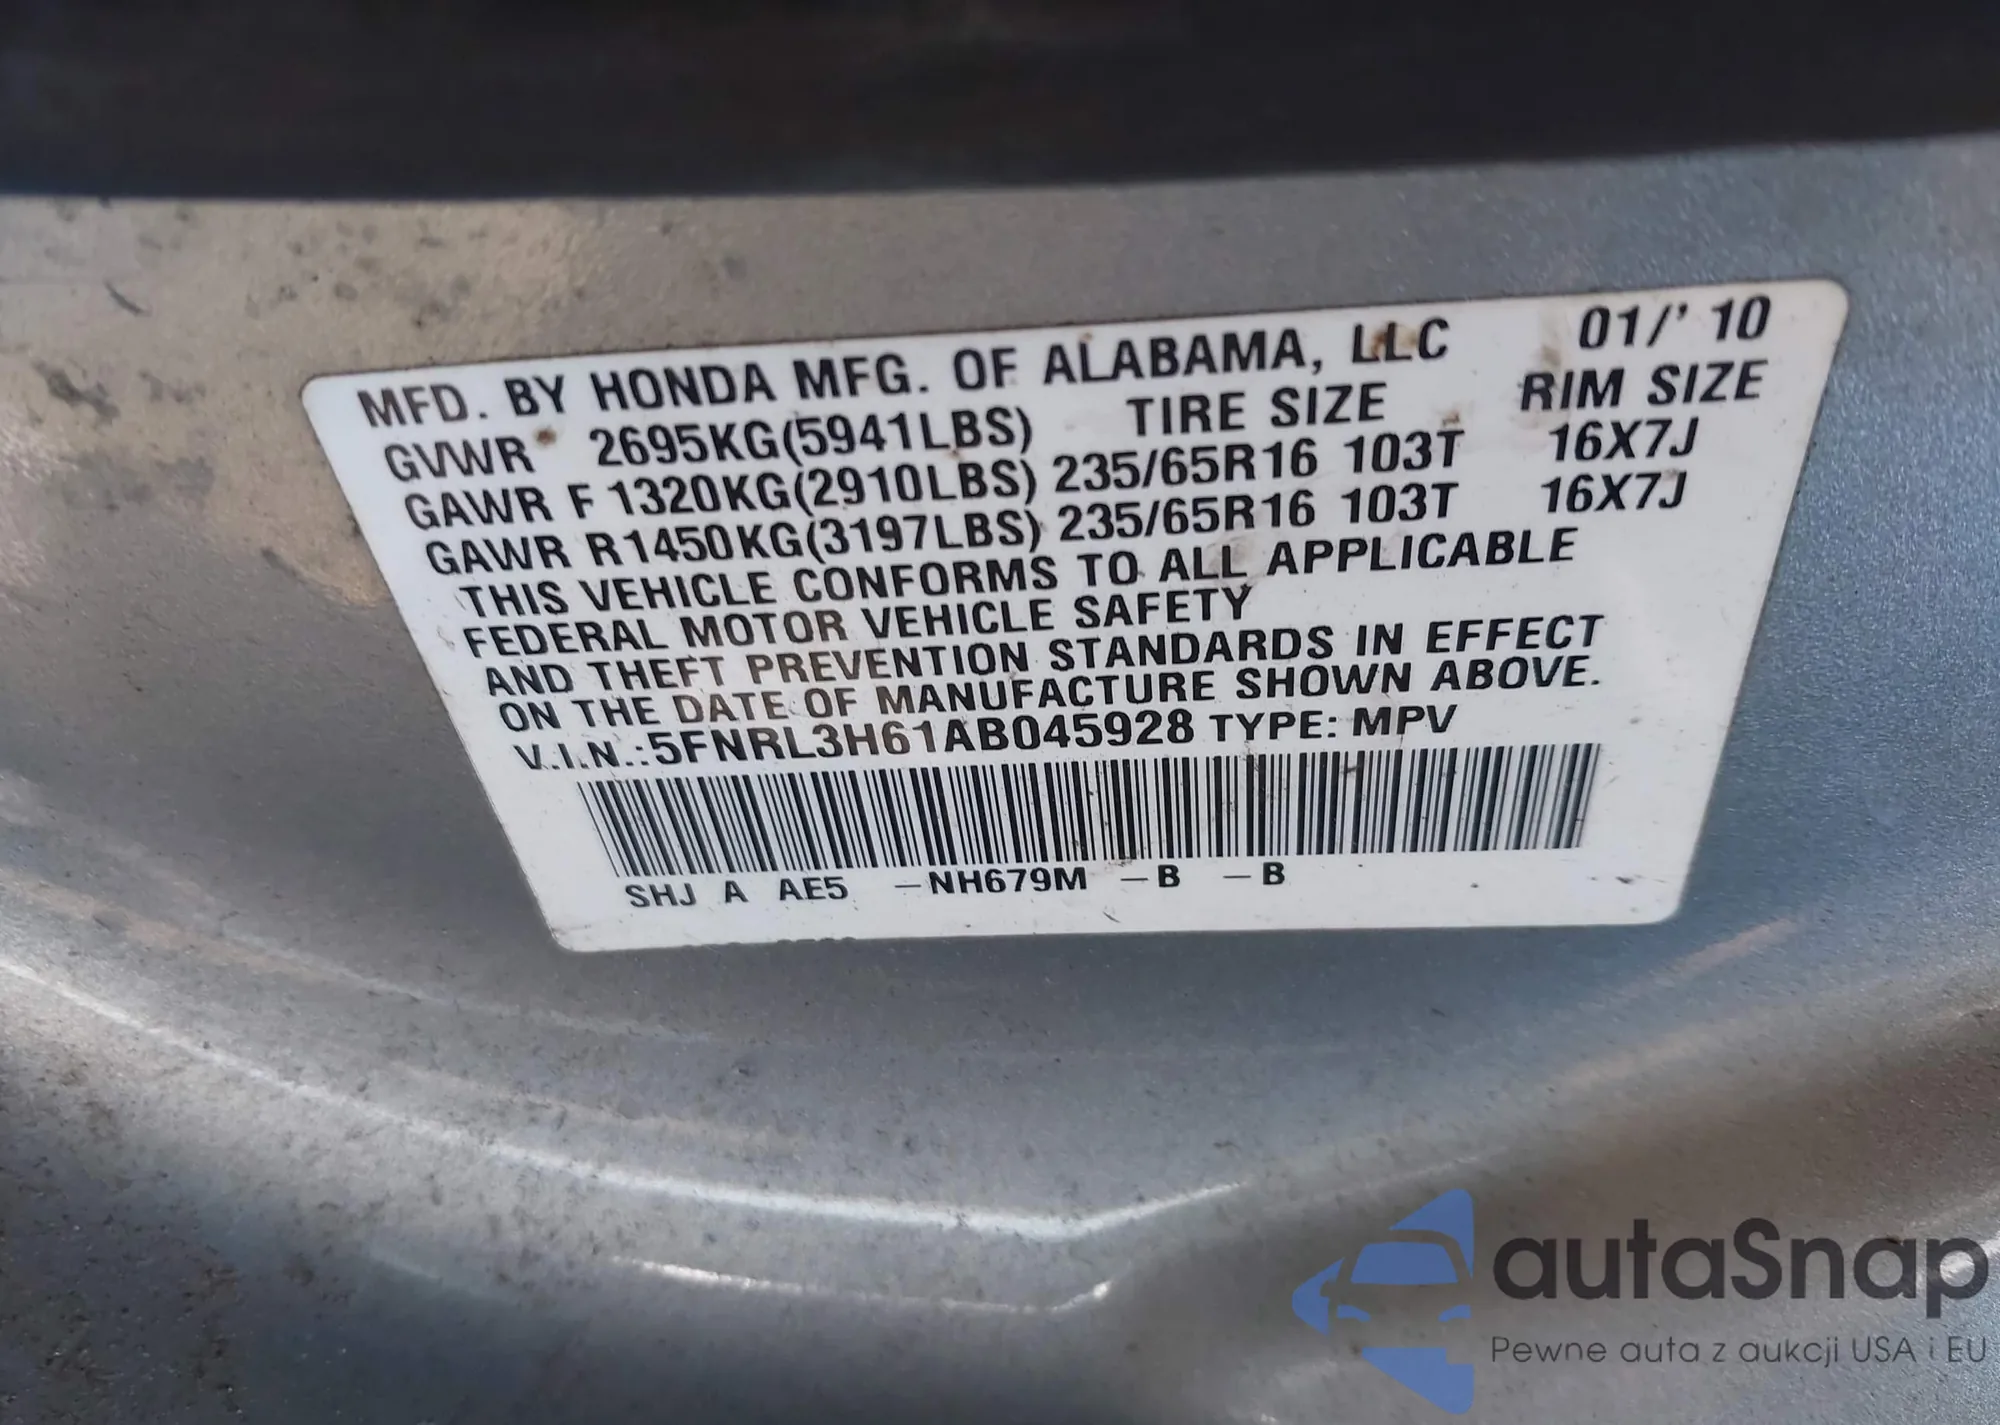 MFD. BY HONDA MFG. OF ALABAMA, LLC 01/'10
GVWR 2695KG(5941LBS) TIRE SIZE RIM SIZE
GAWR F 1320KG(2910LBS) 235/65R16 103T 16X7J
GAWR R1450KG(3197LBS) 235/65R16 103T 16X7J
THIS VEHICLE CONFORMS TO ALL APPLICABLE
FEDERAL MOTOR VEHICLE SAFETY
AND THEFT PREVENTION STANDARDS IN EFFECT
ON THE DATE OF MANUFACTURE SHOWN ABOVE.
V.I.N.:5FNRL3H61AB045928 TYPE: MPV
SHJ A AE5 -NH679M -B -B
autaSnap
Pewne auta z aukcji USA i EU